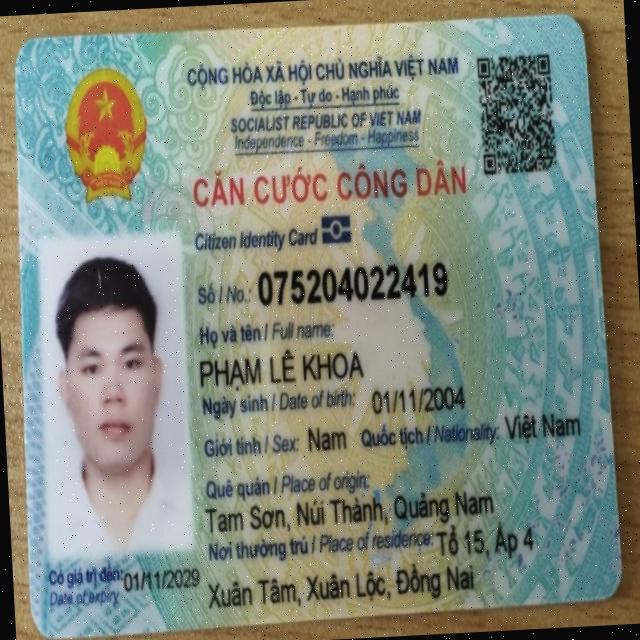 CỘNG HÒA XÃ HỘI CHỦ NGHĨA VIỆT NAM
Độc lập - Tự do - Hạnh phúc
SOCIALIST REPUBLIC OF VIET NAM
Independence - Freedom - Happiness
CĂN CƯỚC CÔNG DÂN
Citizen Identity Card
Số / No.: 075204022419
Họ và tên / Full name:
PHẠM LÊ KHOA
Ngày sinh / Date of birth: 01/11/2004
Giới tính / Sex: Nam Quốc tịch / Nationality: Việt Nam
Quê quán / Place of origin:
Tam Sơn, Núi Thành, Quảng Nam
Nơi thường trú / Place of residence: Tổ 15, Ấp 4
Xuân Tâm, Xuân Lộc, Đồng Nai
Có giá trị đến: 01/11/2029
Date of expiry